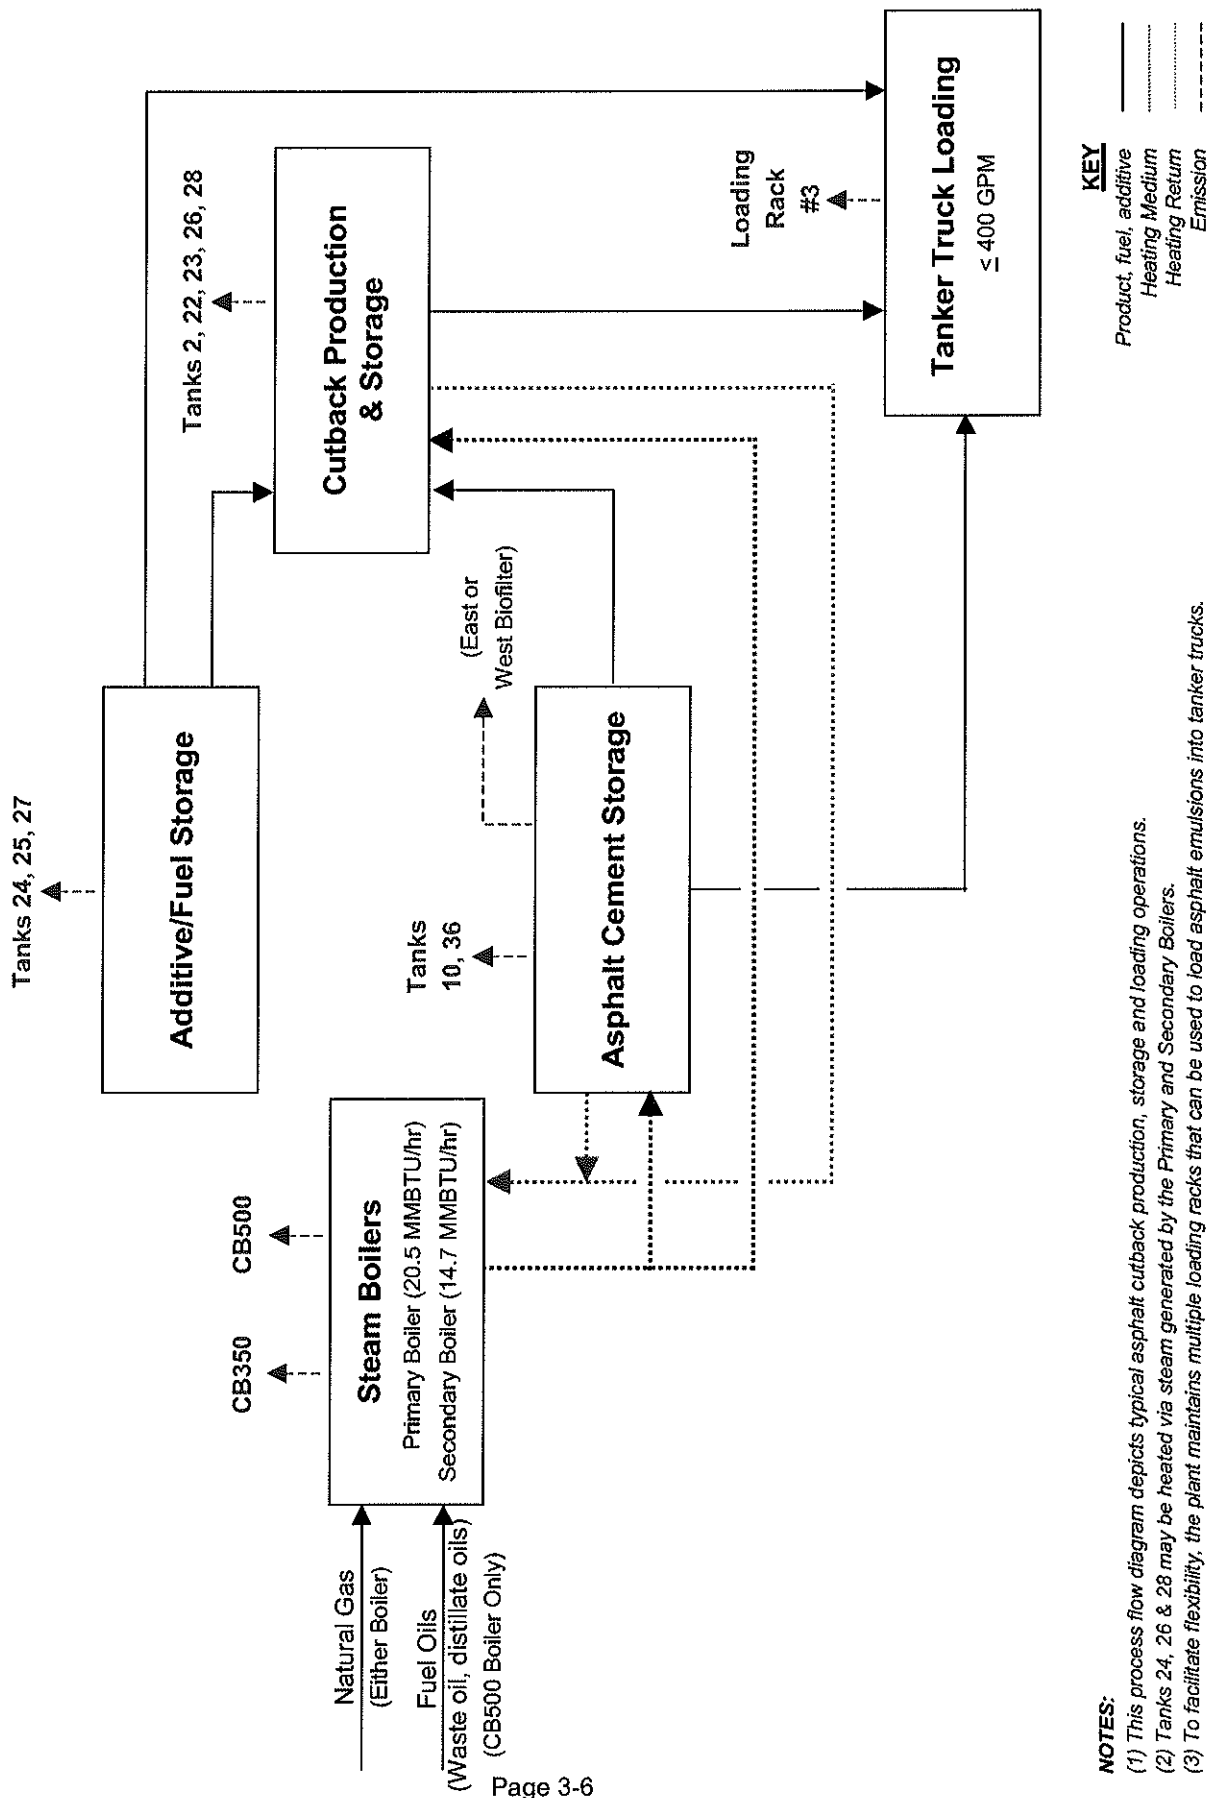 Tanks 24, 25, 27
Additive/Fuel Storage
Tanks 2, 22, 23, 26, 28
Cutback Production
& Storage
CB350
CB500
Steam Boilers
Primary Boiler (20.5 MMBTU/hr)
Secondary Boiler (14.7 MMBTU/hr)
Natural Gas
(Either Boiler)
Fuel Oils
(Waste oil, distillate oils)
(CB500 Boiler Only)
Tanks
10, 36
(East or
West Biofilter)
Asphalt Cement Storage
Loading
Rack
#3
Tanker Truck Loading
≤ 400 GPM
KEY
Product, fuel, additive
Heating Medium
Heating Return
Emission
NOTES:
(1) This process flow diagram depicts typical asphalt cutback production, storage and loading operations.
(2) Tanks 24, 26 & 28 may be heated via steam generated by the Primary and Secondary Boilers.
(3) To facilitate flexibility, the plant maintains multiple loading racks that can be used to load asphalt emulsions into tanker trucks.
Page 3-6